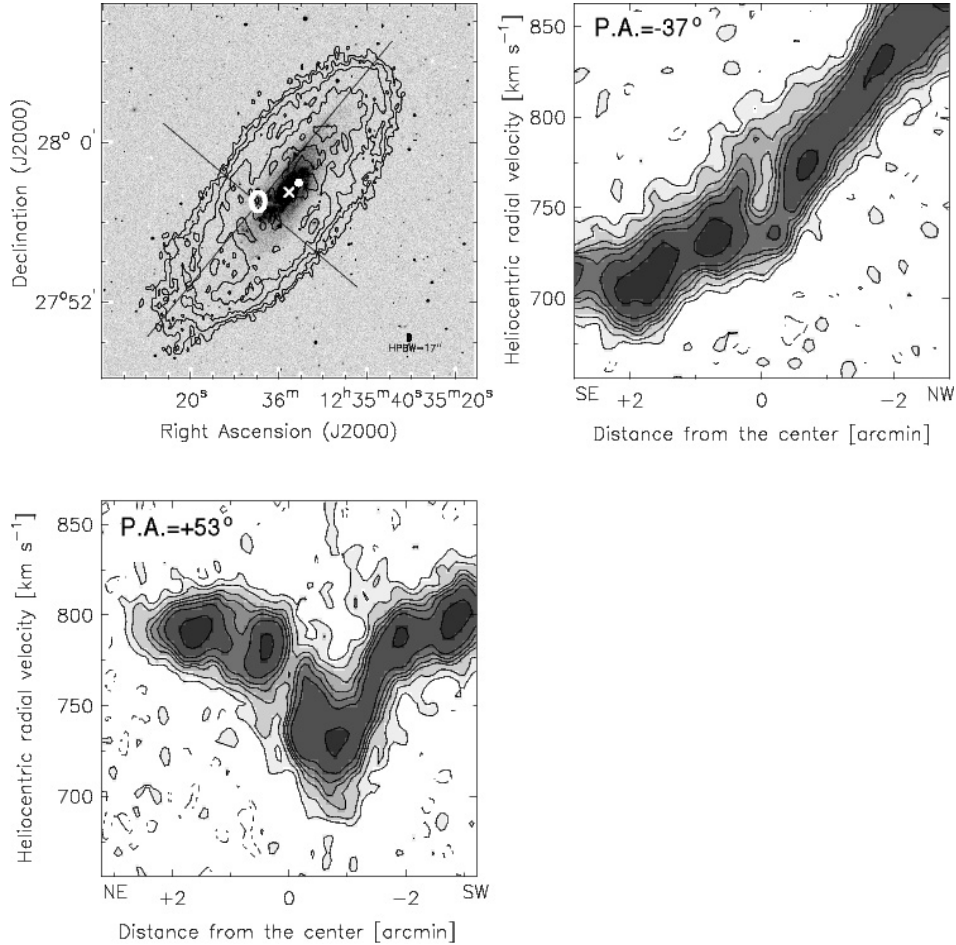 28° 0'
27°52'
Declination (J2000)
HPBW=17"
20ˢ 36ᵐ 12ʰ35ᵐ40ˢ35ᵐ20ˢ
Right Ascension (J2000)
P.A.=-37°
850
800
750
700
Heliocentric radial velocity [km s⁻¹]
SE +2 0 -2 NW
Distance from the center [arcmin]
P.A.=+53°
850
800
750
700
Heliocentric radial velocity [km s⁻¹]
NE +2 0 -2 SW
Distance from the center [arcmin]